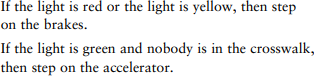 If the light is red or the light is yellow, then step
on the brakes.
If the light is green and nobody is in the crosswalk,
then step on the accelerator.